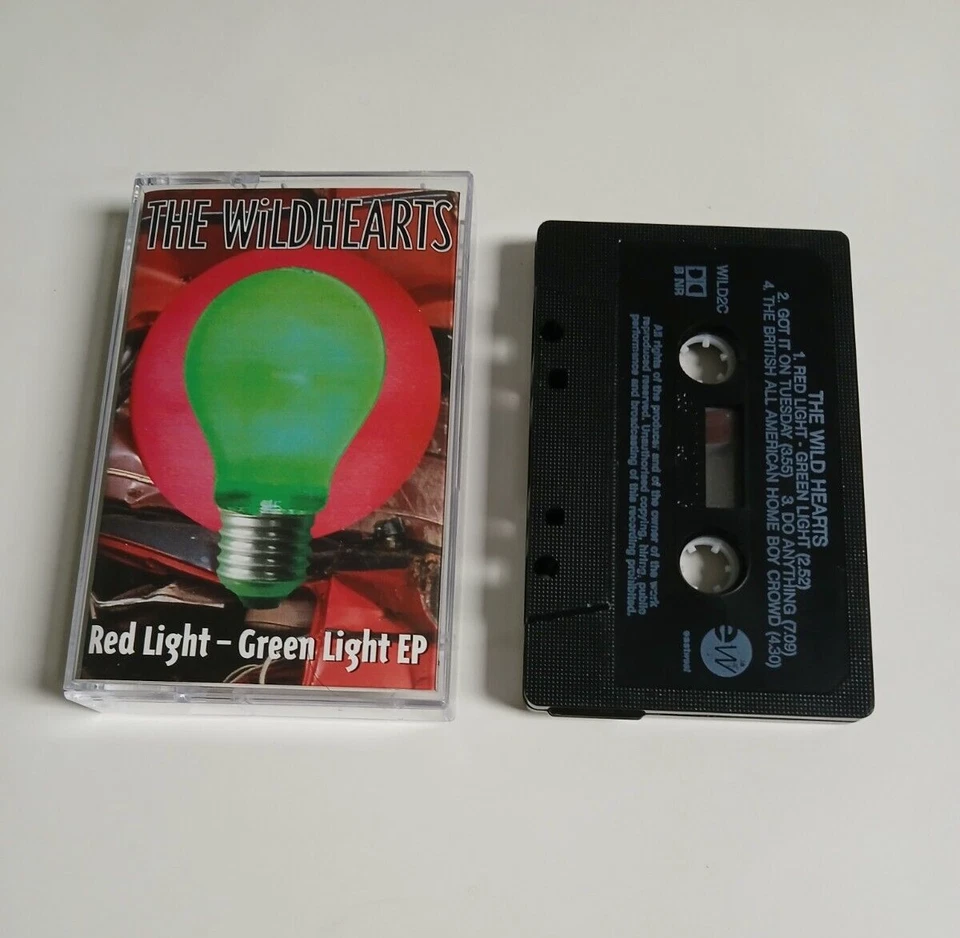 THE WiLDHEARTS
Red Light – Green Light EP
THE WILD HEARTS
1. RED LIGHT - GREEN LIGHT (2.52)
2. GOT IT ON TUESDAY (3.55) 3. DO ANYTHING (7.09)
4. THE BRITISH ALL AMERICAN HOME BOY CROWD (4.30)
WILD2C
B NR
ew
eastwest
All rights of the producer and of the owner of the work
reproduced reserved. Unauthorised copying, hiring, public
performance and broadcasting of this recording prohibited.